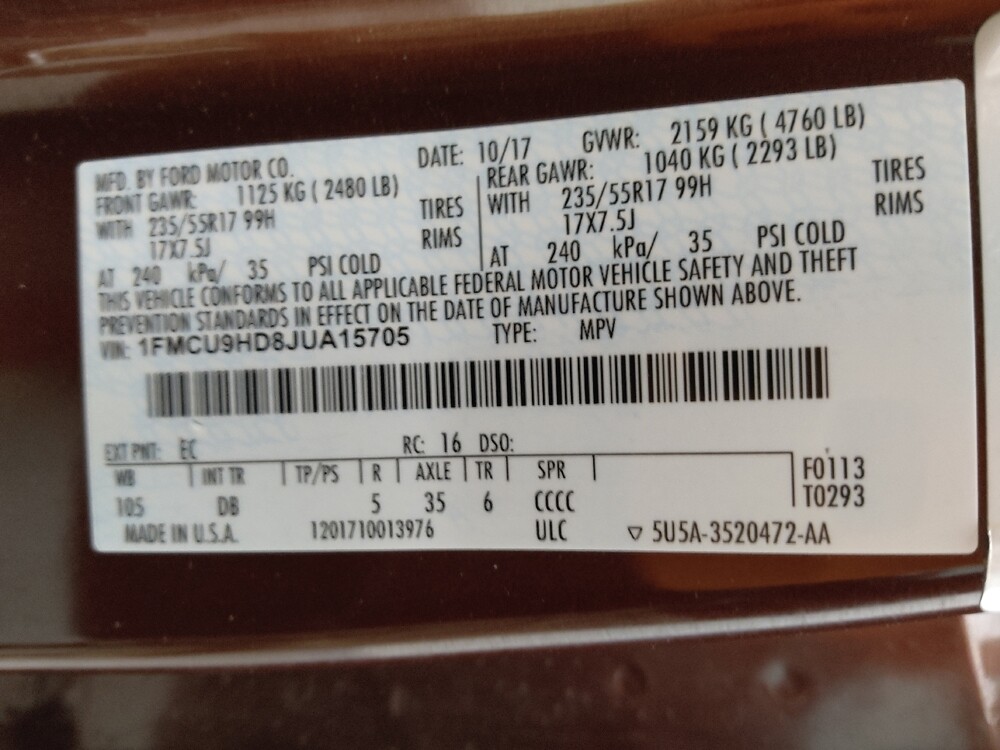 MFD. BY FORD MOTOR CO. DATE: 10/17 GVWR: 2159 KG ( 4760 LB)
FRONT GAWR: 1125 KG ( 2480 LB) REAR GAWR: 1040 KG ( 2293 LB)
WITH 235/55R17 99H TIRES WITH 235/55R17 99H TIRES
17X7.5J RIMS 17X7.5J RIMS
AT 240 kPa/ 35 PSI COLD AT 240 kPa/ 35 PSI COLD
THIS VEHICLE CONFORMS TO ALL APPLICABLE FEDERAL MOTOR VEHICLE SAFETY AND THEFT
PREVENTION STANDARDS IN EFFECT ON THE DATE OF MANUFACTURE SHOWN ABOVE.
VIN: 1FMCU9HD8JUA15705 TYPE: MPV
EXT PNT: EC RC: 16 DSO:
WB INT TR TP/PS R AXLE TR SPR F0113
105 DB 5 35 6 CCCC T0293
MADE IN U.S.A. 1201710013976 ULC ▽ 5U5A-3520472-AA